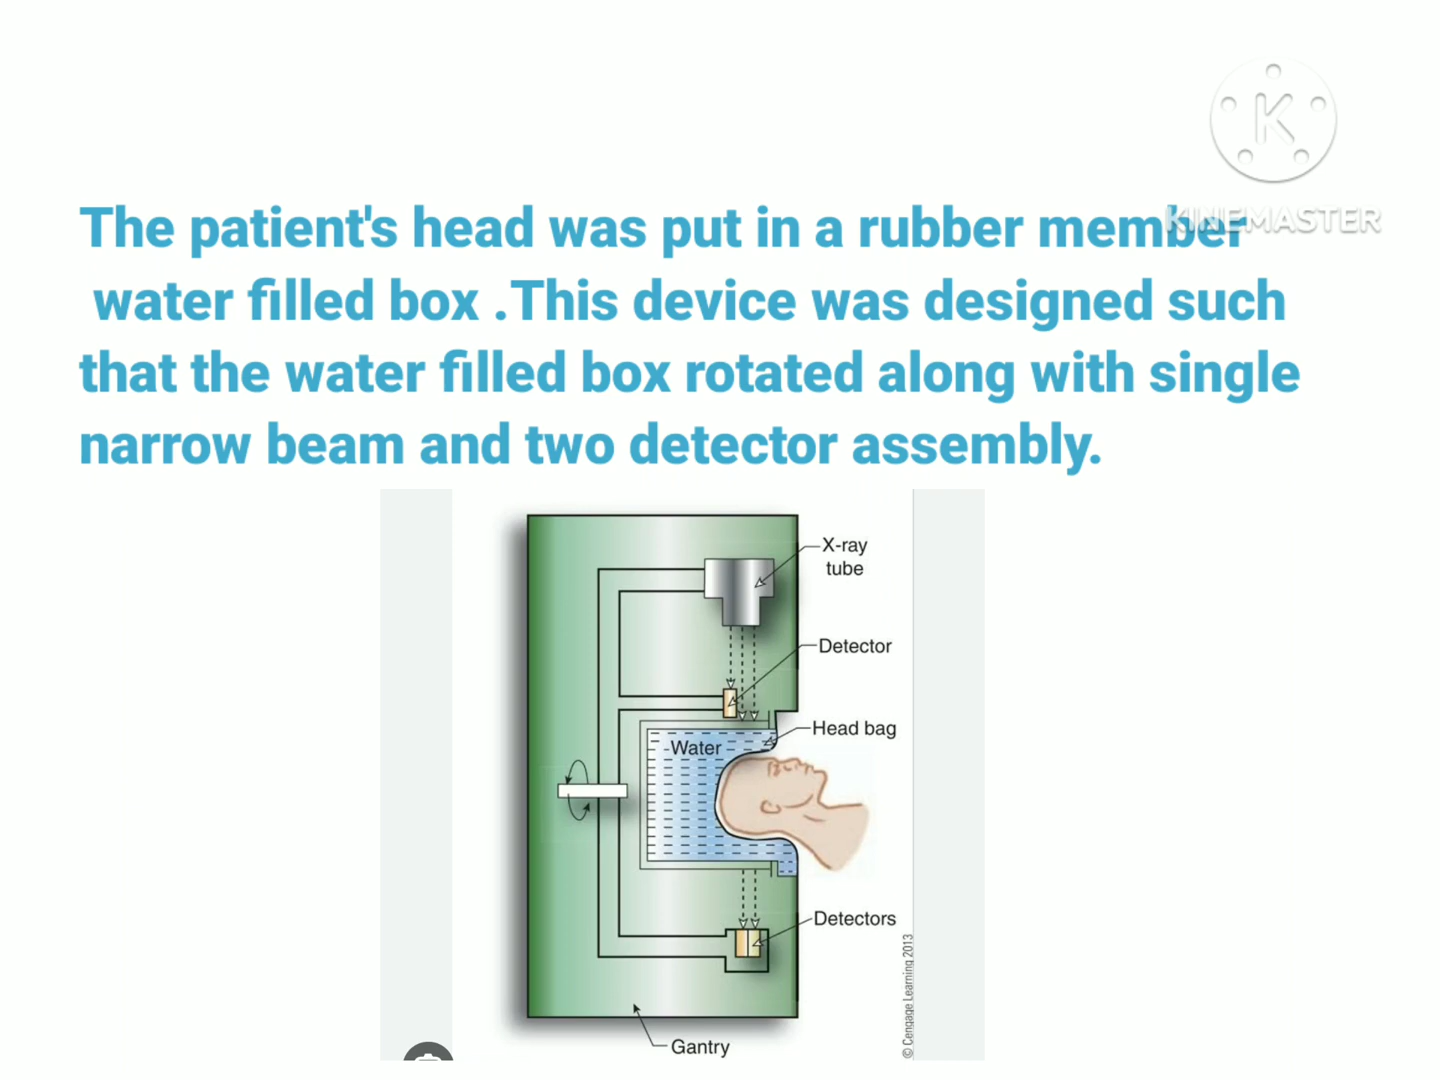 K
KINEMASTER
The patient's head was put in a rubber member
water filled box .This device was designed such
that the water filled box rotated along with single
narrow beam and two detector assembly.
X-ray
tube
Detector
Head bag
Water
Detectors
Gantry
© Cengage Learning 2013